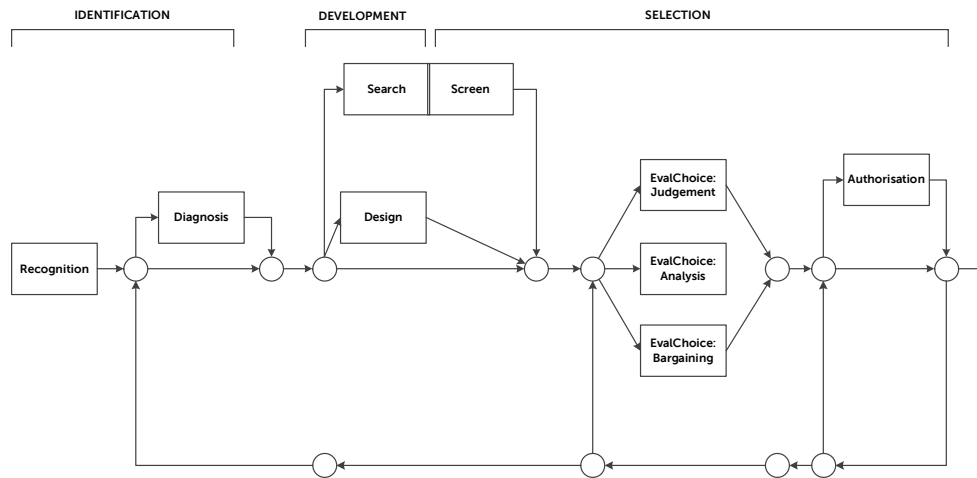 IDENTIFICATION
DEVELOPMENT
SELECTION
Search
Screen
EvalChoice:
Judgement
Authorisation
Diagnosis
Design
Recognition
EvalChoice:
Analysis
EvalChoice:
Bargaining